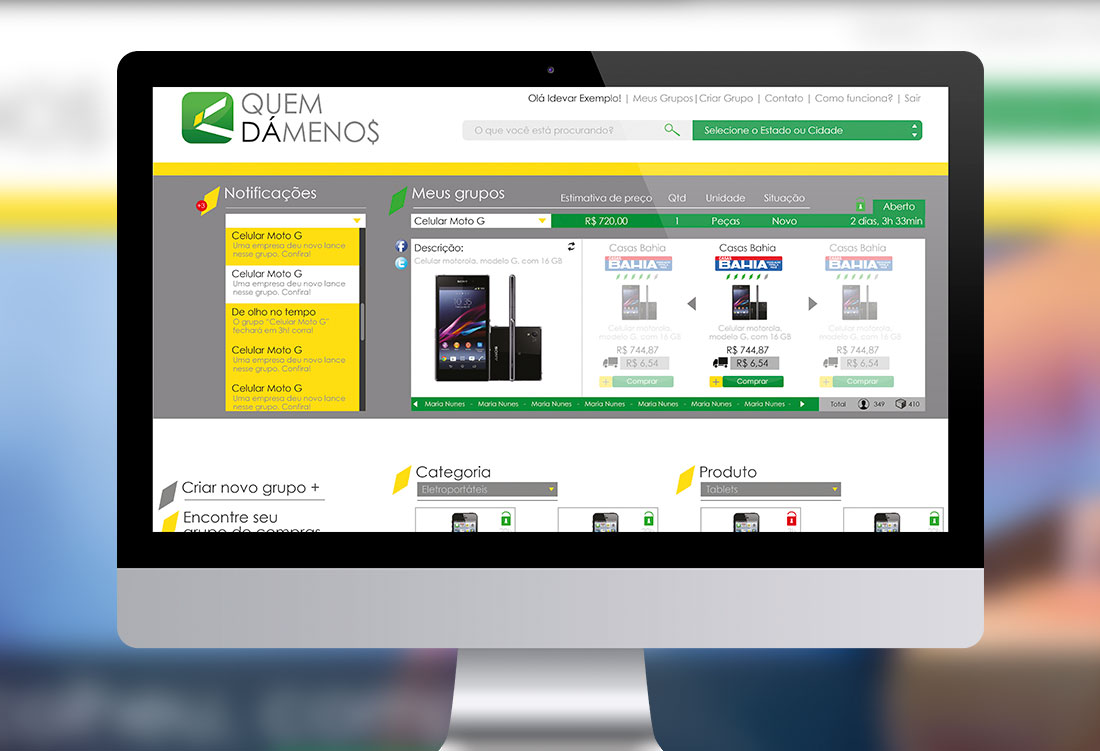 QUEM
DÁMENO$
Olá Idevar Exemplo! | Meus Grupos|Criar Grupo | Contato | Como funciona? | Sair
O que você está procurando?
Selecione o Estado ou Cidade
+3
Notificações
Celular Moto G
Uma empresa deu novo lance
nesse grupo. Confira!
Celular Moto G
Uma empresa deu novo lance
nesse grupo. Confira!
De olho no tempo
O grupo "Celular Moto G"
fechará em 3h! corra!
Celular Moto G
Uma empresa deu novo lance
nesse grupo. Confira!
Celular Moto G
Uma empresa deu novo lance
nesse grupo. Confira!
Meus grupos
Estimativa de preço Qtd Unidade Situação
Aberto
Celular Moto G
R$ 720,00 1 Peças Novo 2 dias, 3h 33min
Descrição:
Celular motorola, modelo G, com 16 GB
SONY
10:35
SONY
Casas Bahia
CASAS
BAHIA
Celular motorola,
modelo G, com 16 GB
R$ 744,87
R$ 6,54
+ Comprar
Casas Bahia
CASAS
BAHIA
Celular motorola,
modelo G, com 16 GB
R$ 744,87
R$ 6,54
+ Comprar
Casas Bahia
CASAS
BAHIA
Celular motorola,
modelo G, com 16 GB
R$ 744,87
R$ 6,54
+ Comprar
Maria Nunes - Maria Nunes - Maria Nunes - Maria Nunes - Maria Nunes - Maria Nunes - Maria Nunes -
Total 349 410
Criar novo grupo +
Encontre seu
grupo de compras
Categoria
Eletroportáteis
Produto
Tablets